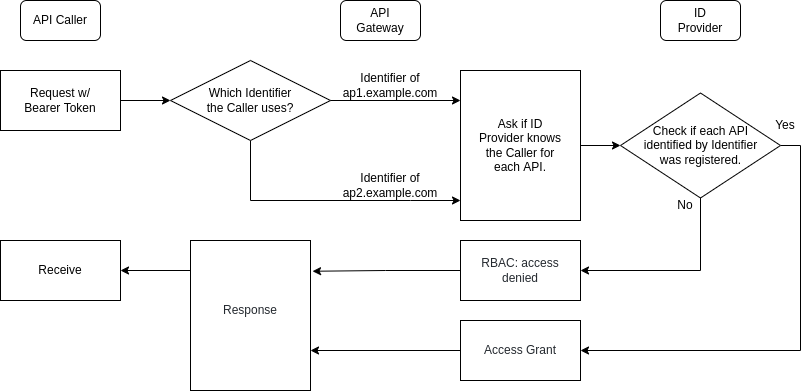 API Caller
API
Gateway
ID
Provider
Request w/
Bearer Token
Which Identifier
the Caller uses?
Identifier of
ap1.example.com
Identifier of
ap2.example.com
Ask if ID
Provider knows
the Caller for
each API.
Check if each API
identified by Identifier
was registered.
Yes
No
Receive
Response
RBAC: access
denied
Access Grant